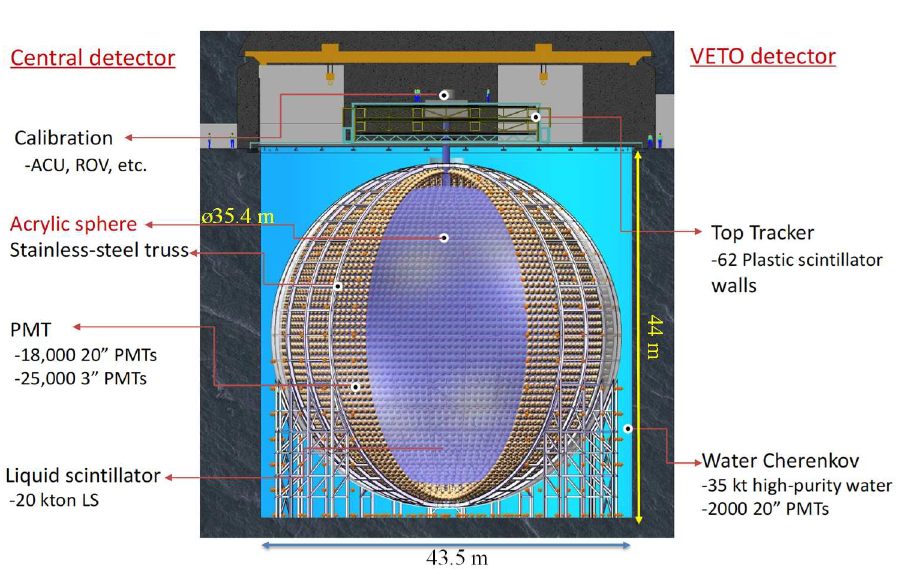 Central detector
VETO detector
Calibration
-ACU, ROV, etc.
Acrylic sphere
ø35.4 m
Stainless-steel truss
PMT
-18,000 20” PMTs
-25,000 3” PMTs
Liquid scintillator
-20 kton LS
Top Tracker
-62 Plastic scintillator
walls
44 m
Water Cherenkov
-35 kt high-purity water
-2000 20” PMTs
43.5 m